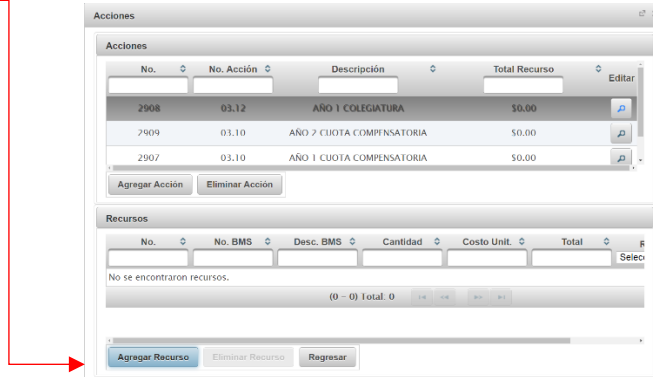 Acciones
Acciones
No. No. Acción Descripción Total Recurso Editar
2908 03.12 AÑO 1 COLEGIATURA $0.00
2909 03.10 AÑO 2 CUOTA COMPENSATORIA $0.00
2907 03.10 AÑO 1 CUOTA COMPENSATORIA $0.00
Agregar Acción Eliminar Acción
Recursos
No. No. BMS Desc. BMS Cantidad Costo Unit. Total R
Selecc
No se encontraron recursos.
(0 - 0) Total: 0
Agregar Recurso Eliminar Recurso Regresar